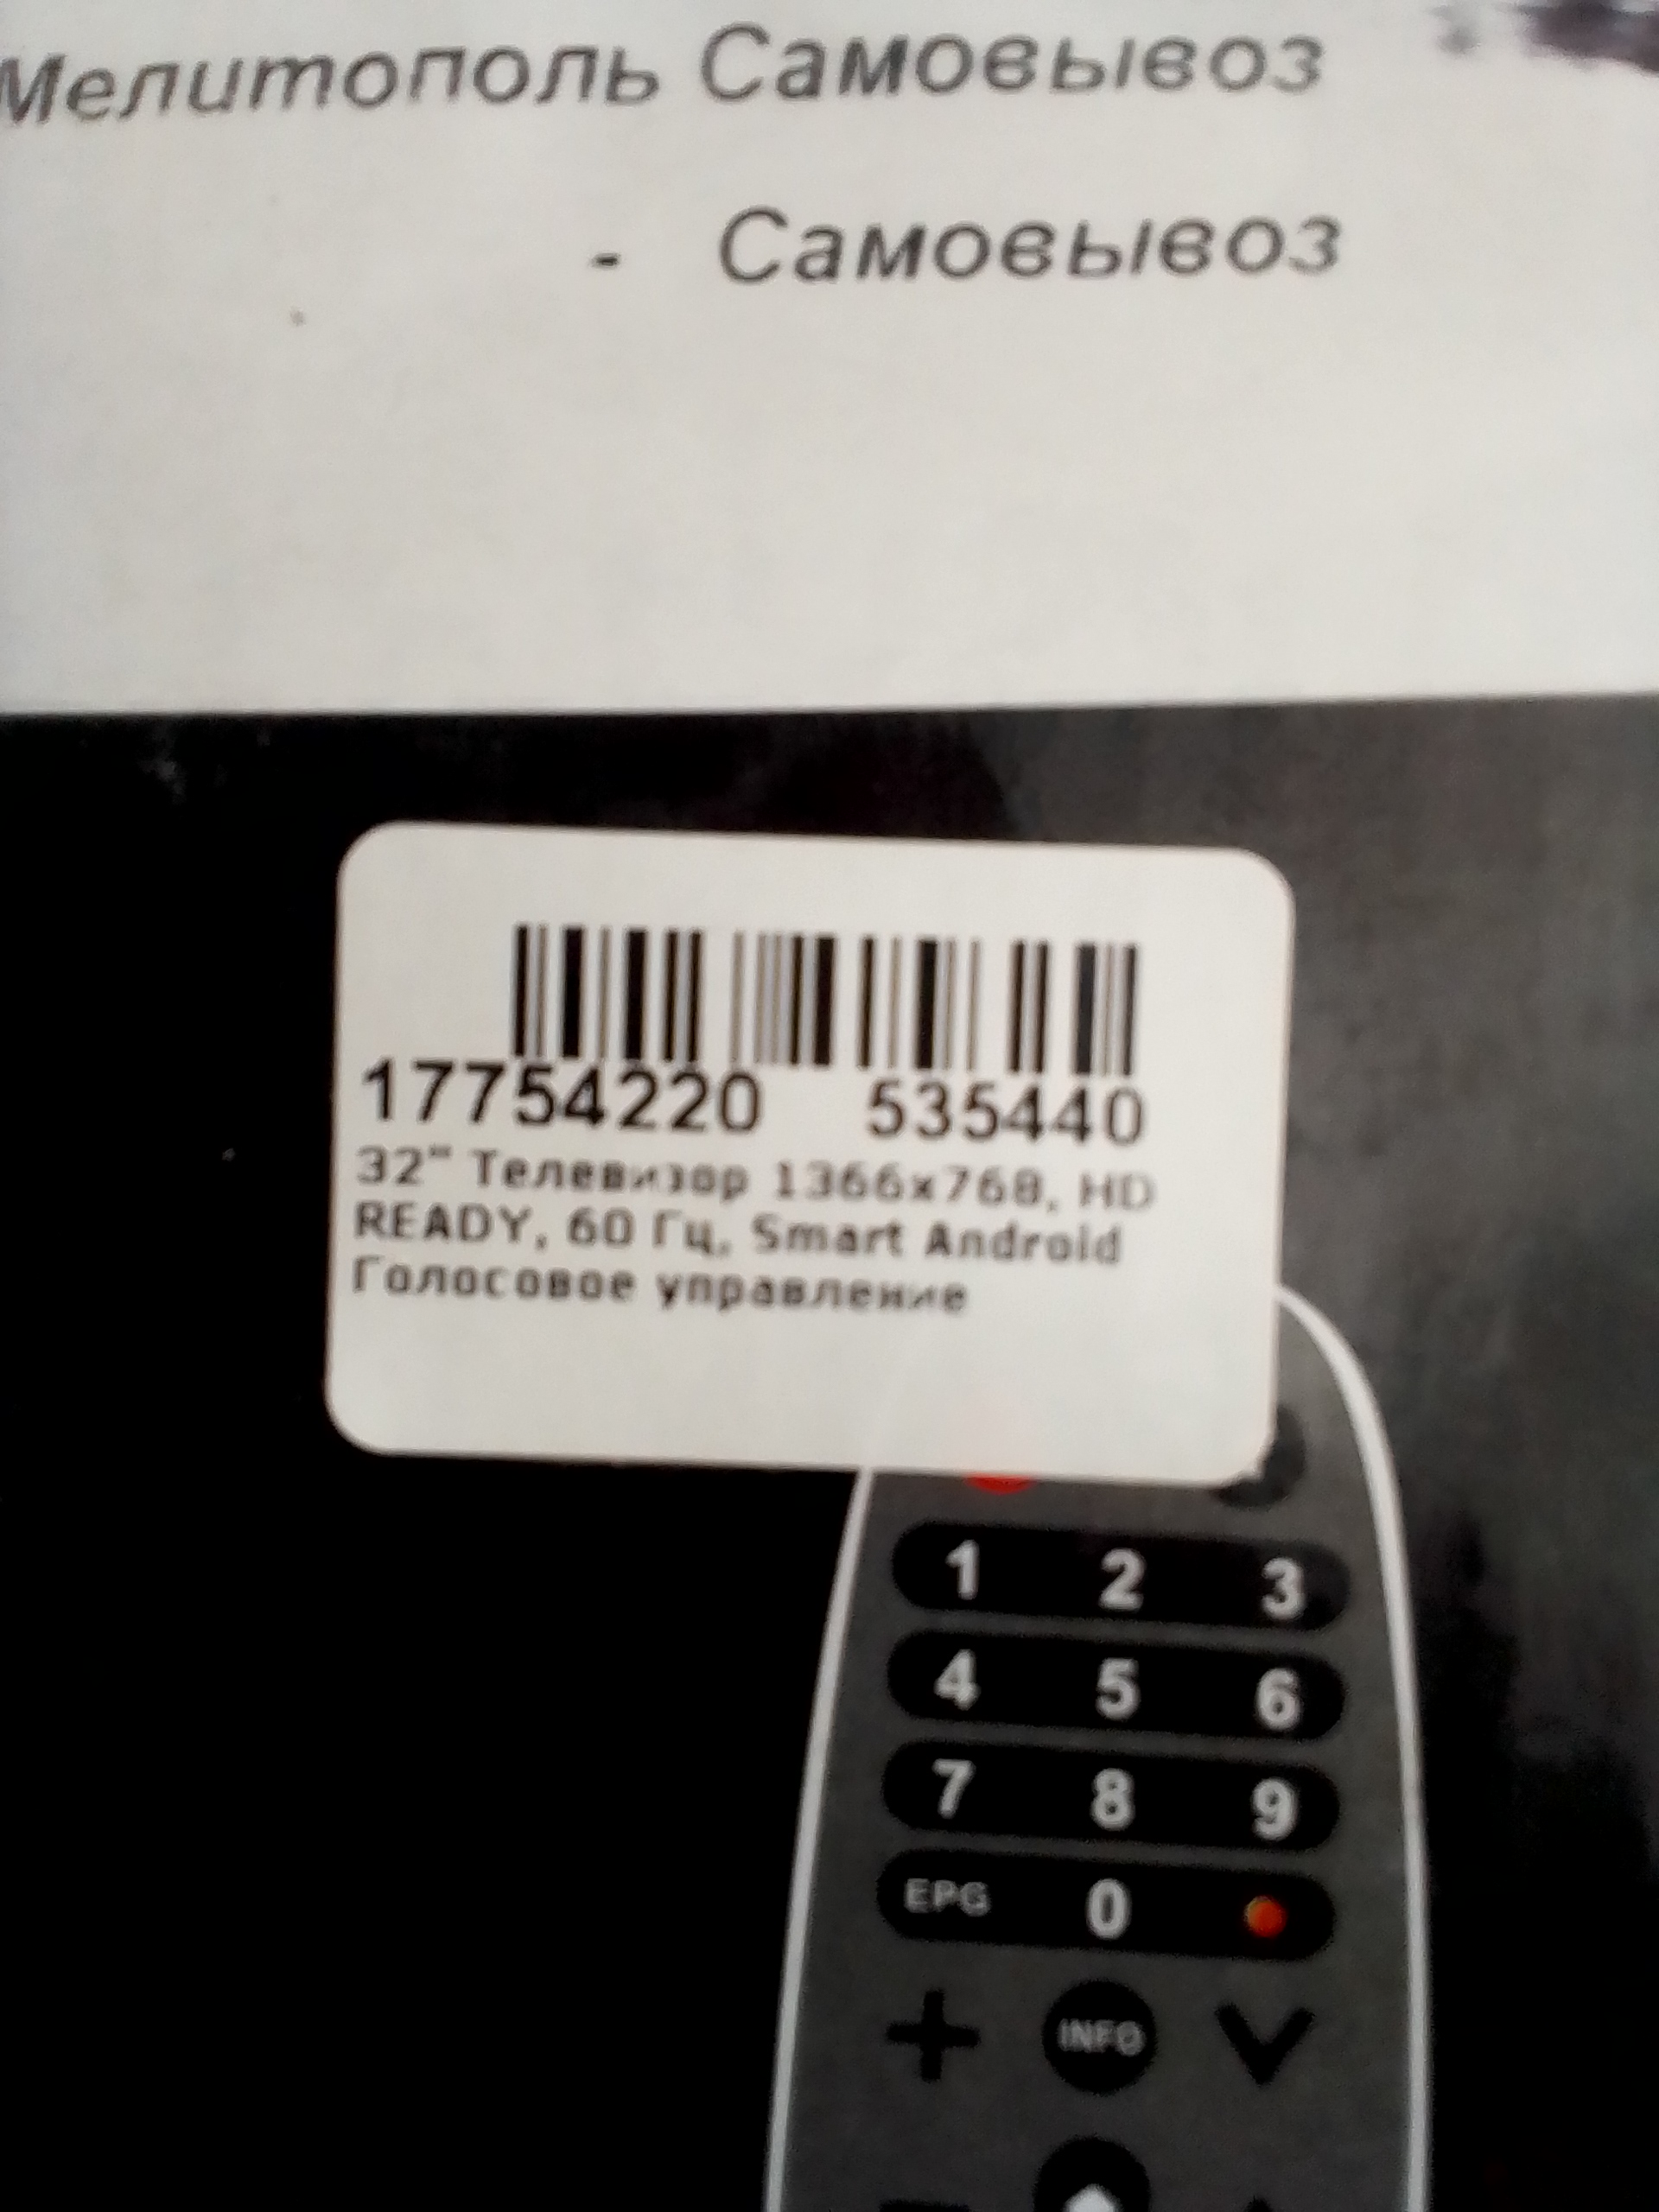 Мелитополь Самовывоз
- Самовывоз
17754220 535440
32" Телевизор 1366x768, HD
READY, 60 Гц, Smart Android
Голосовое управление
1 2 3
4 5 6
7 8 9
EPG 0
+ INFO